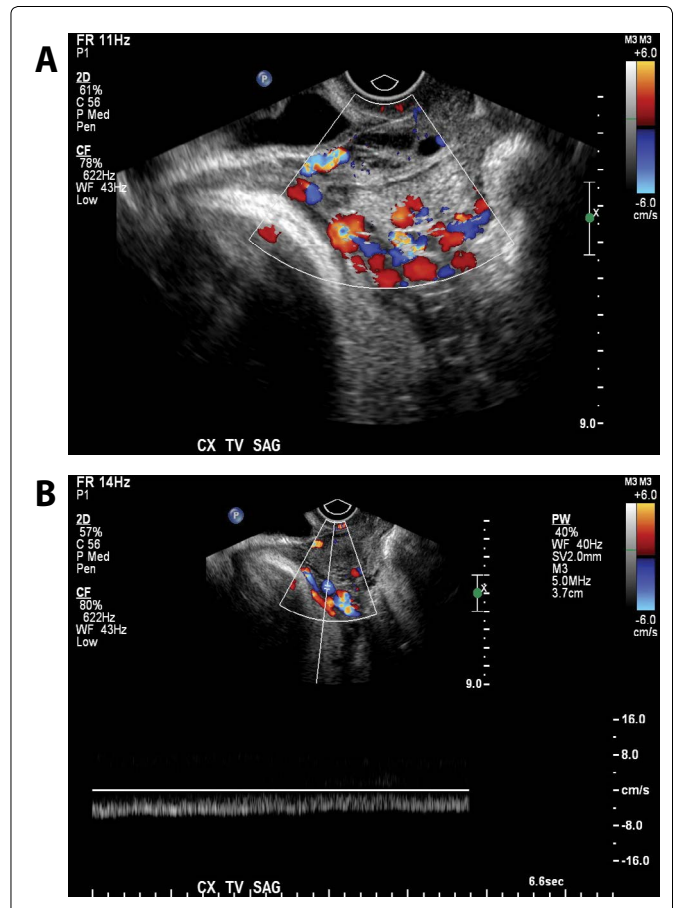 A
FR 11Hz
P1
2D
61%
C 56
P Med
Pen
CF
78%
622Hz
WF 43Hz
Low
P
M3 M3
+6.0
-6.0
cm/s
X
9.0
CX TV SAG
B
FR 14Hz
P1
2D
57%
C 56
P Med
Pen
CF
80%
622Hz
WF 43Hz
Low
P
PW
40%
WF 40Hz
SV2.0mm
M3
5.0MHz
3.7cm
M3 M3
+6.0
-6.0
cm/s
X
9.0
-16.0
-8.0
cm/s
-8.0
-16.0
CX TV SAG
6.6sec